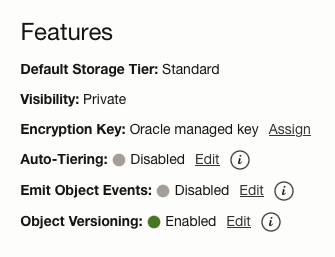 Features
Default Storage Tier: Standard
Visibility: Private
Encryption Key: Oracle managed key Assign
Auto-Tiering: Disabled Edit i
Emit Object Events: Disabled Edit i
Object Versioning: Enabled Edit i